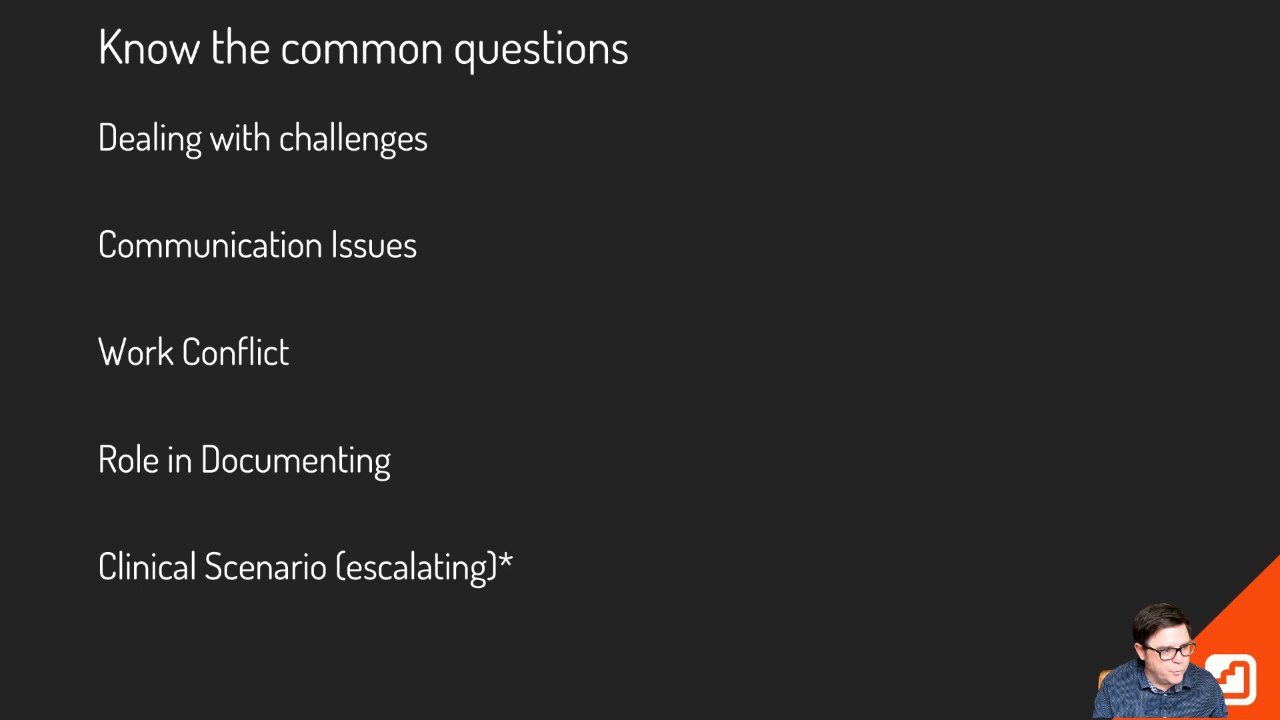 Know the common questions
Dealing with challenges
Communication Issues
Work Conflict
Role in Documenting
Clinical Scenario (escalating)*